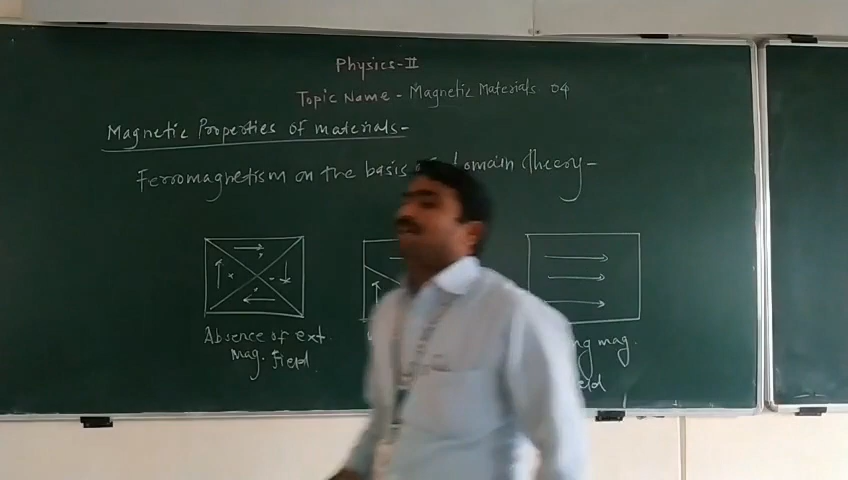 Physics-II
Topic Name - Magnetic Materials 04
Magnetic Properties of materials-
Ferromagnetism on the basis of domain theory-
Absence of ext.
mag. field.
mag.